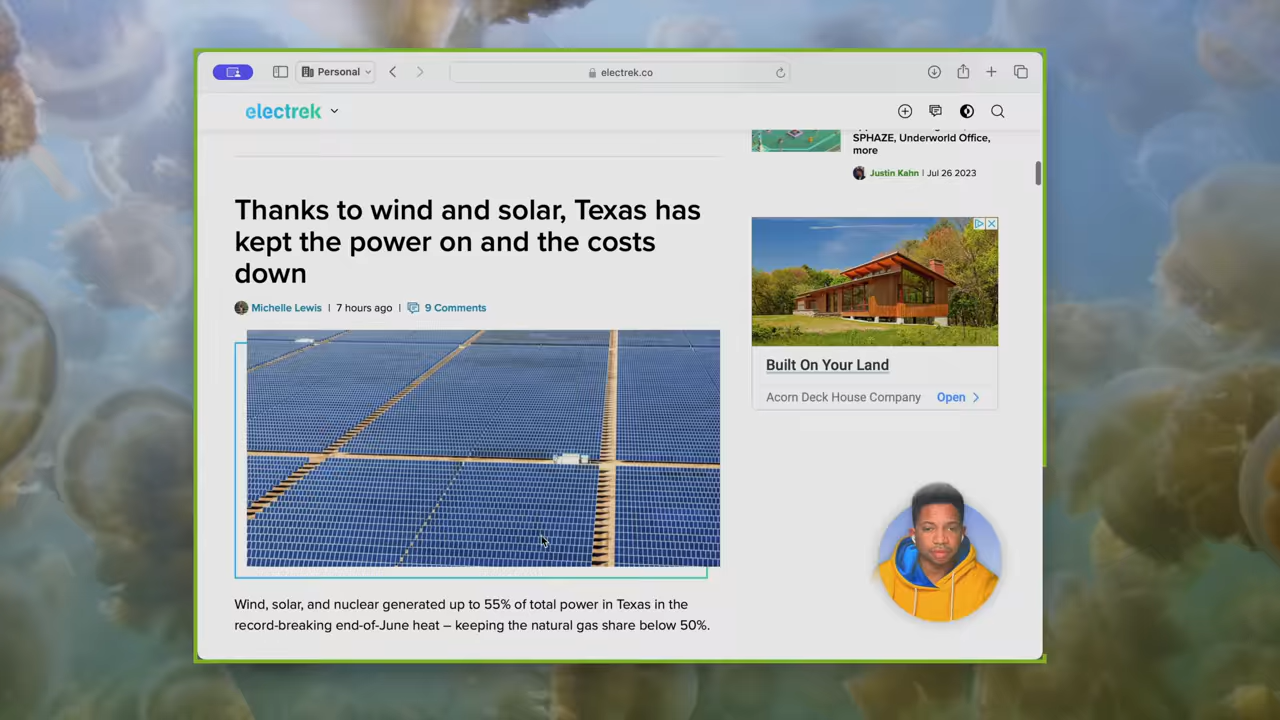 Personal
electrek.co
electrek
SPHAZE, Underworld Office,
more
Justin Kahn | Jul 26 2023
Thanks to wind and solar, Texas has
kept the power on and the costs
down
Michelle Lewis | 7 hours ago | 9 Comments
Built On Your Land
Acorn Deck House Company Open
Wind, solar, and nuclear generated up to 55% of total power in Texas in the
record-breaking end-of-June heat – keeping the natural gas share below 50%.